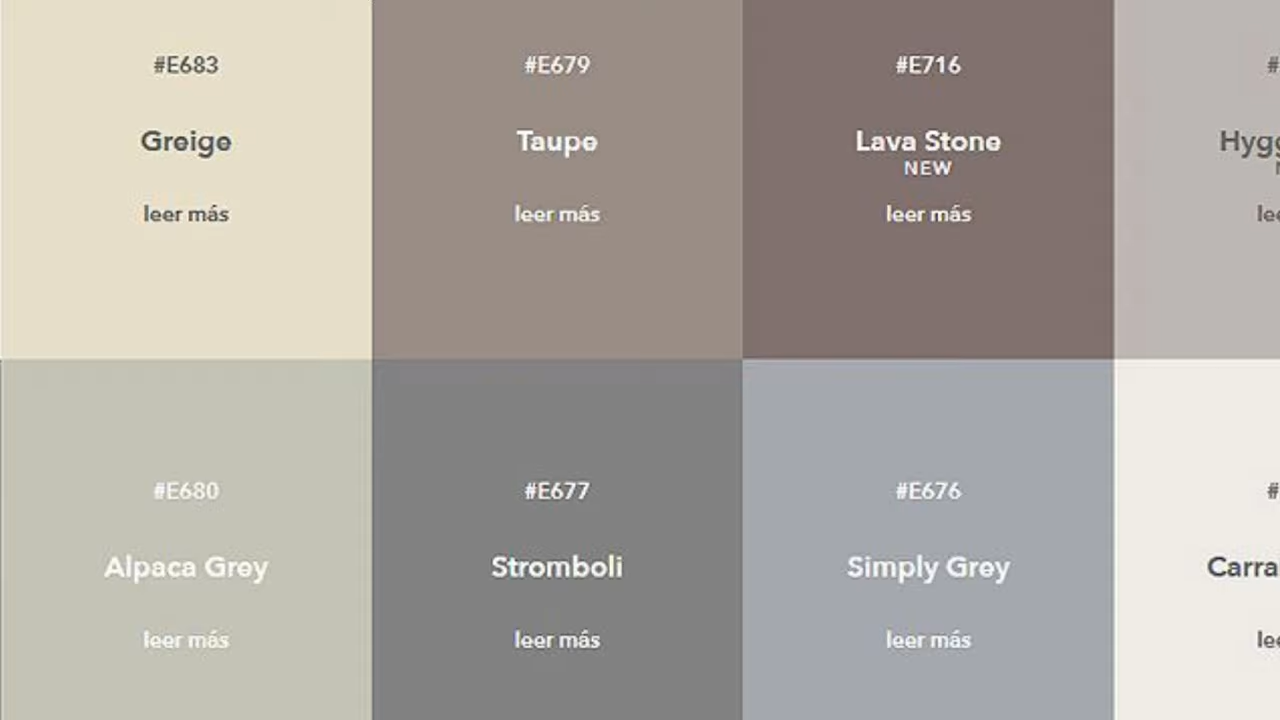 #E683
Greige
leer más
#E679
Taupe
leer más
#E716
Lava Stone
NEW
leer más
#E680
Alpaca Grey
leer más
#E677
Stromboli
leer más
#E676
Simply Grey
leer más